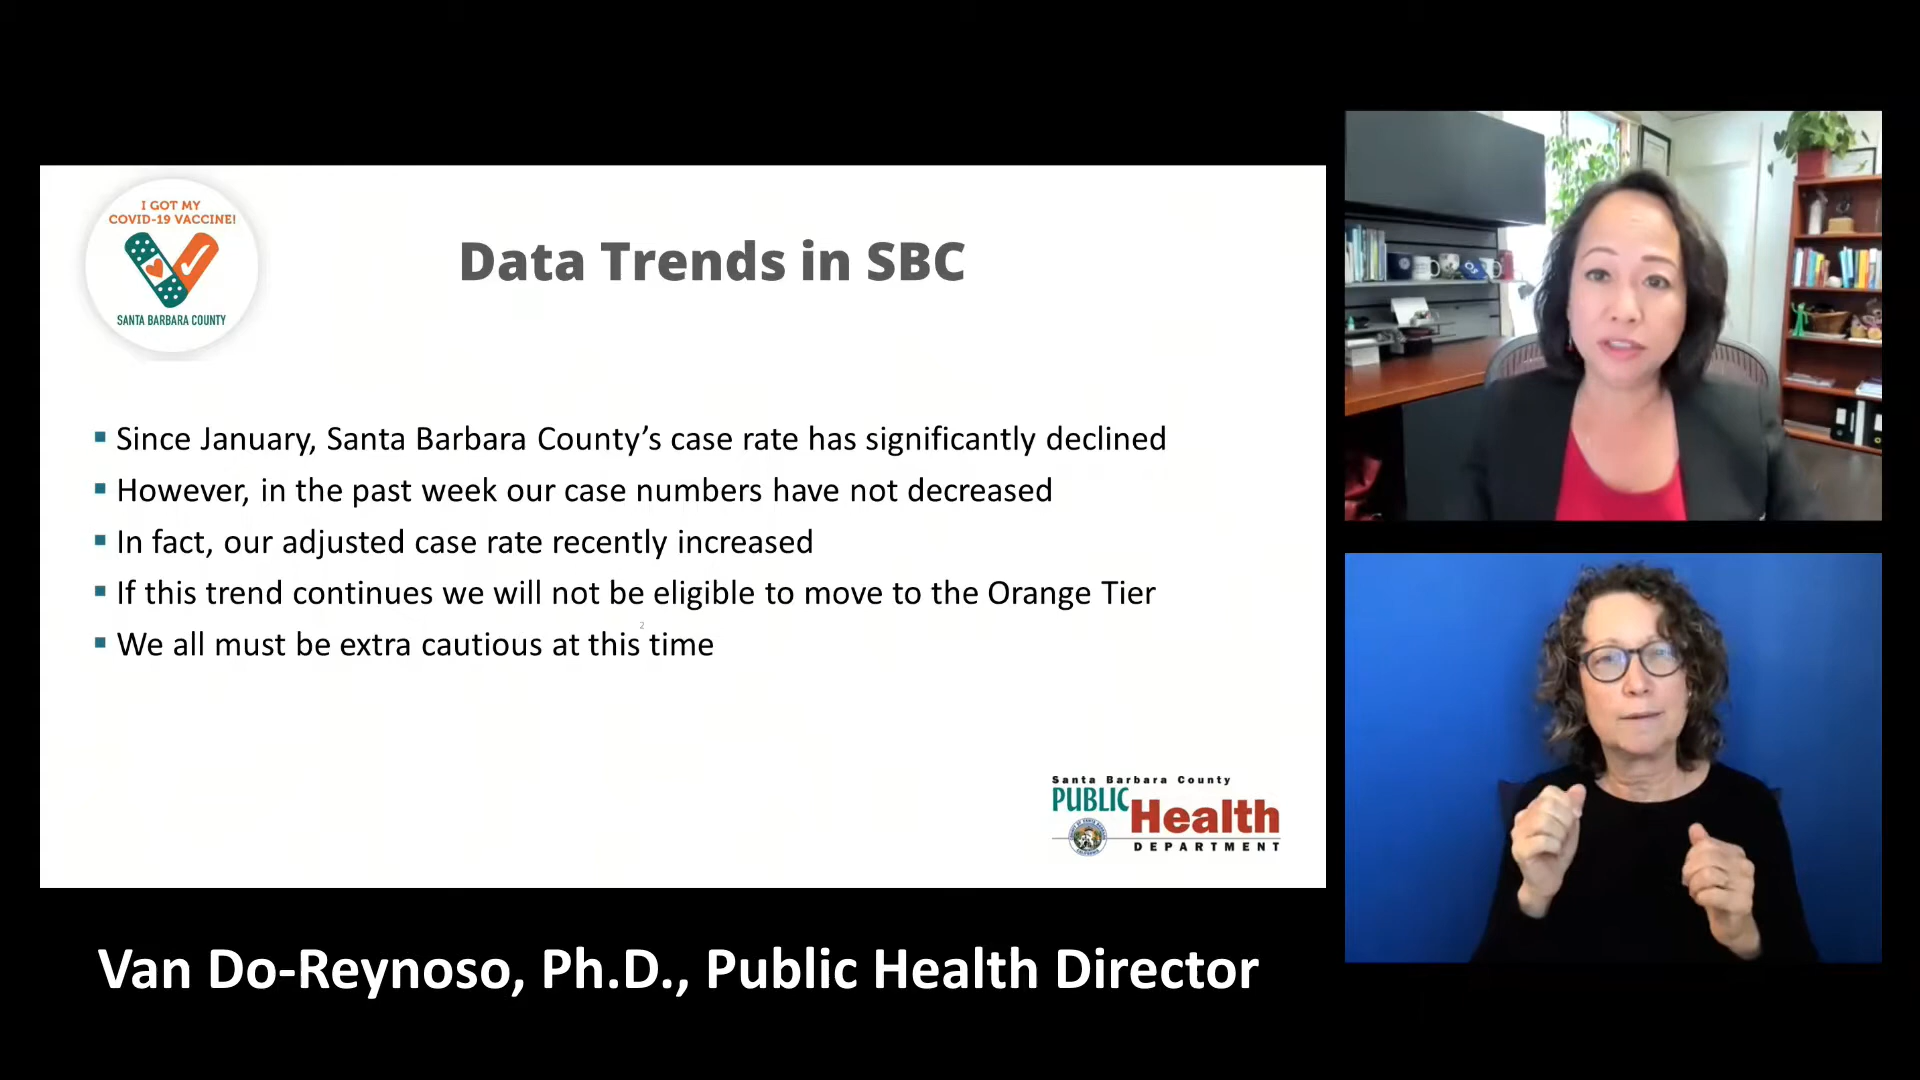 I GOT MY
COVID-19 VACCINE!
SANTA BARBARA COUNTY
Data Trends in SBC
Since January, Santa Barbara County’s case rate has significantly declined
However, in the past week our case numbers have not decreased
In fact, our adjusted case rate recently increased
If this trend continues we will not be eligible to move to the Orange Tier
2
We all must be extra cautious at this time
Santa Barbara County
PUBLIC Health
DEPARTMENT
Van Do-Reynoso, Ph.D., Public Health Director